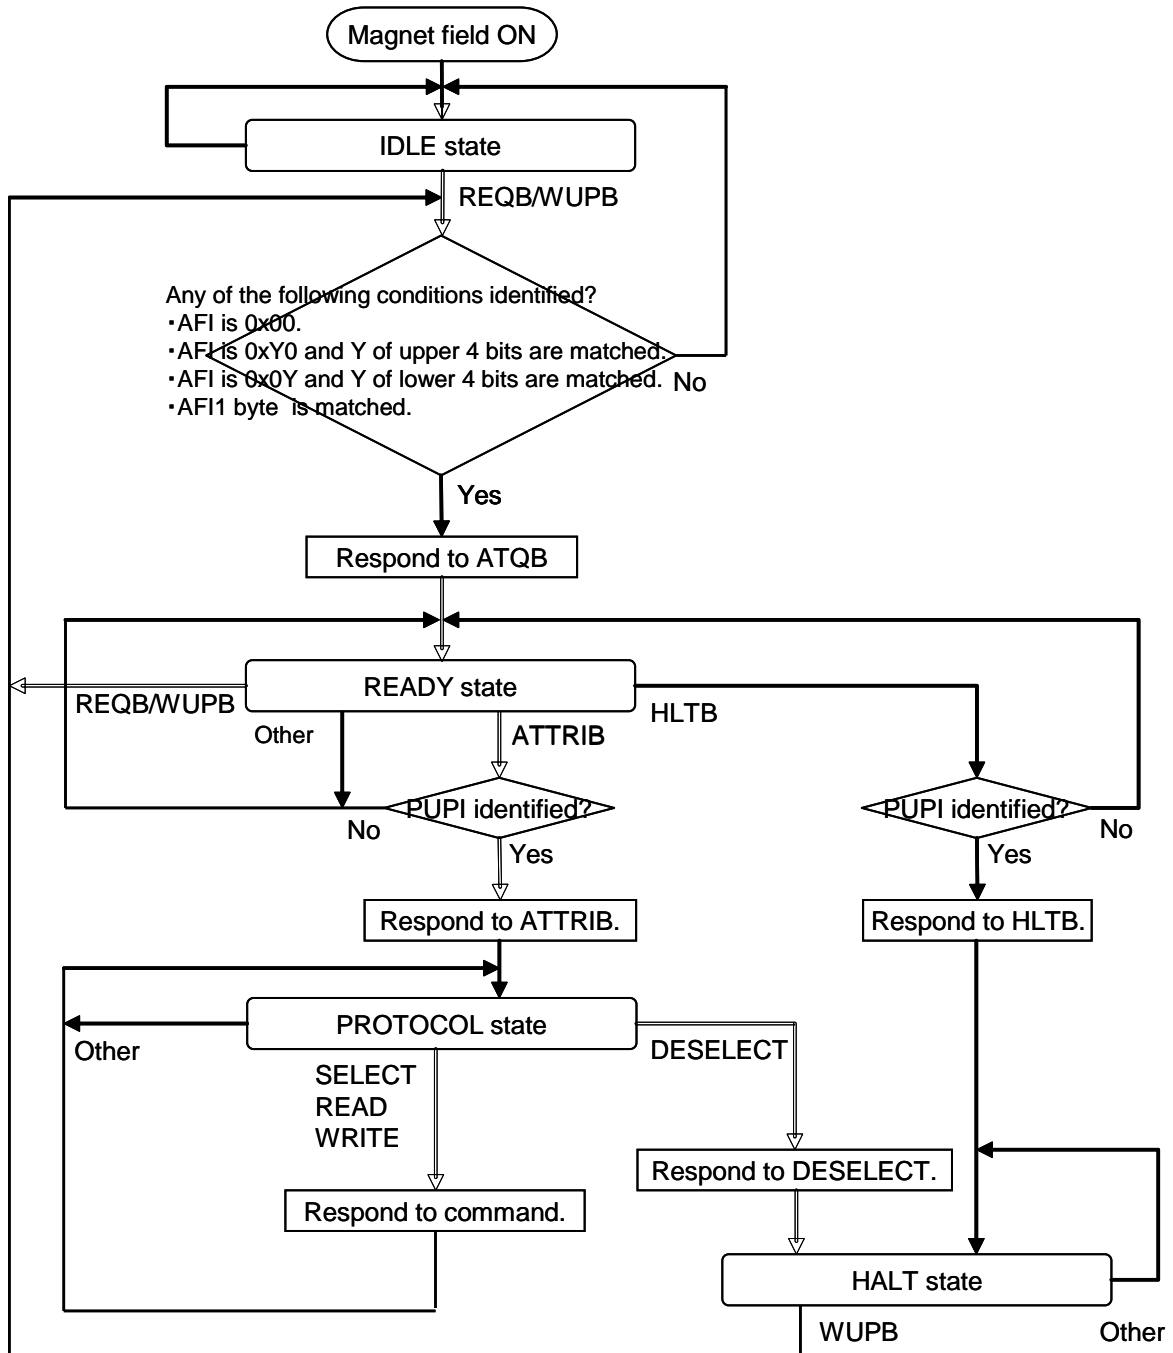 Magnet field ON
IDLE state
REQB/WUPB
Any of the following conditions identified?
・AFI is 0x00.
・AFI is 0xY0 and Y of upper 4 bits are matched.
・AFI is 0x0Y and Y of lower 4 bits are matched.
No
・AFI1 byte is matched.
Yes
Respond to ATQB
READY state
REQB/WUPB
HLTB
Other
ATTRIB
PUPI identified?
PUPI identified?
No
No
Yes
Yes
Respond to ATTRIB.
Respond to HLTB.
PROTOCOL state
Other
DESELECT
SELECT
READ
WRITE
Respond to DESELECT.
Respond to command.
HALT state
WUPB
Other